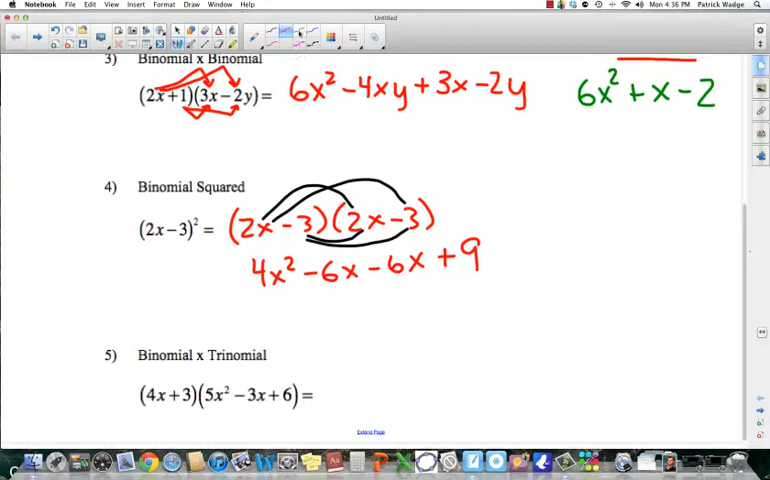 Notebook File Edit View Insert Format Draw Window Help Mon 4:36 PM Patrick Wadge
Untitled
3) Binomial x Binomial
(2x+1)(3x−2y)= 6x² − 4xy + 3x − 2y 6x² + x − 2
4) Binomial Squared
(2x−3)² = (2x − 3)(2x − 3)
4x² − 6x − 6x + 9
5) Binomial x Trinomial
(4x+3)(5x²−3x+6)=
Extend Page